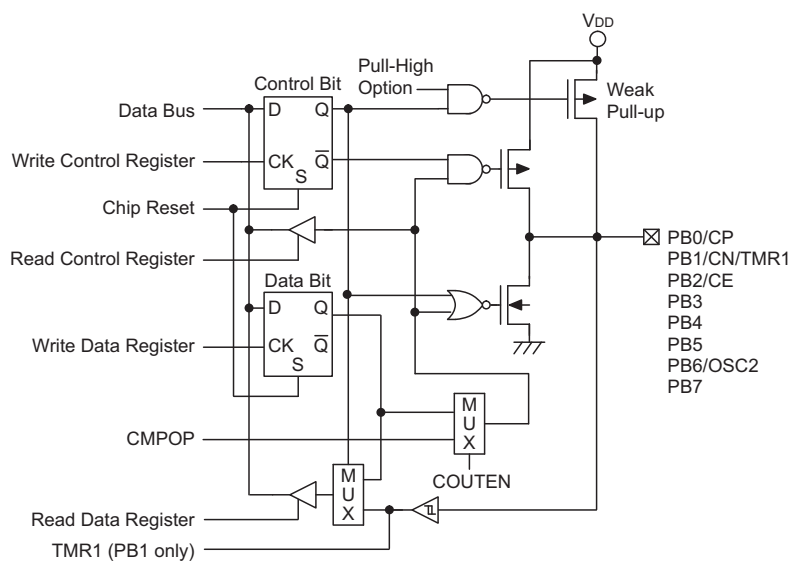 VDD
Pull-High
Option
Weak
Pull-up
Control Bit
Data Bus
D
Q
Write Control Register
CK
Q
S
Chip Reset
Read Control Register
Data Bit
D
Q
Write Data Register
CK
Q
S
PB0/CP
PB1/CN/TMR1
PB2/CE
PB3
PB4
PB5
PB6/OSC2
PB7
CMPOP
MUX
COUTEN
MUX
Read Data Register
TMR1 (PB1 only)